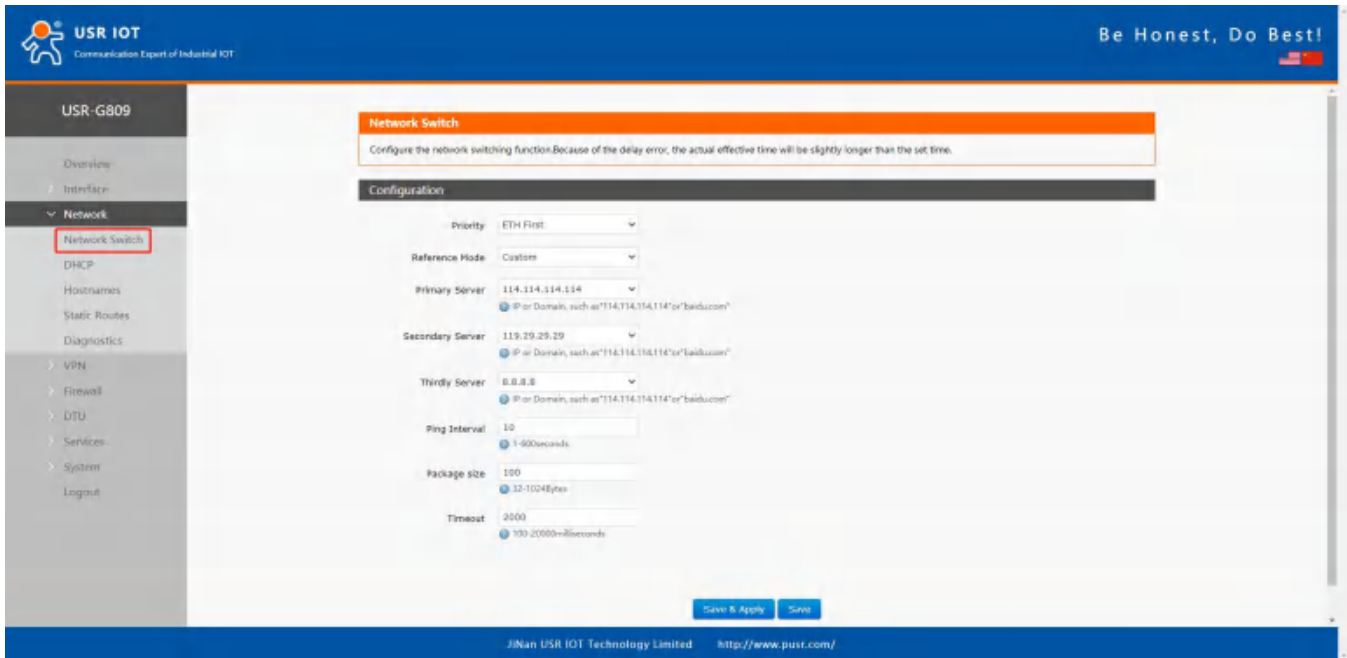 USR IOT
Communication Expert of Industrial IOT
Be Honest, Do Best!
USR-G809
Overview
Interface
Network
Network Switch
DHCP
Hostnames
Static Routes
Diagnostics
VPN
Firewall
DTU
Services
System
Logout
Network Switch
Configure the network switching function.Because of the delay error, the actual effective time will be slightly longer than the set time.
Configuration
Priority ETH First
Reference Mode Custom
Primary Server 114.114.114.114
IP or Domain, such as"114.114.114.114"or"baidu.com"
Secondary Server 119.29.29.29
IP or Domain, such as"114.114.114.114"or"baidu.com"
Thirdly Server 8.8.8.8
IP or Domain, such as"114.114.114.114"or"baidu.com"
Ping Interval 10
1-600seconds
Package size 100
32-1024Bytes
Timeout 2000
100-20000milliseconds
Save & Apply Save
JiNan USR IOT Technology Limited http://www.pusr.com/